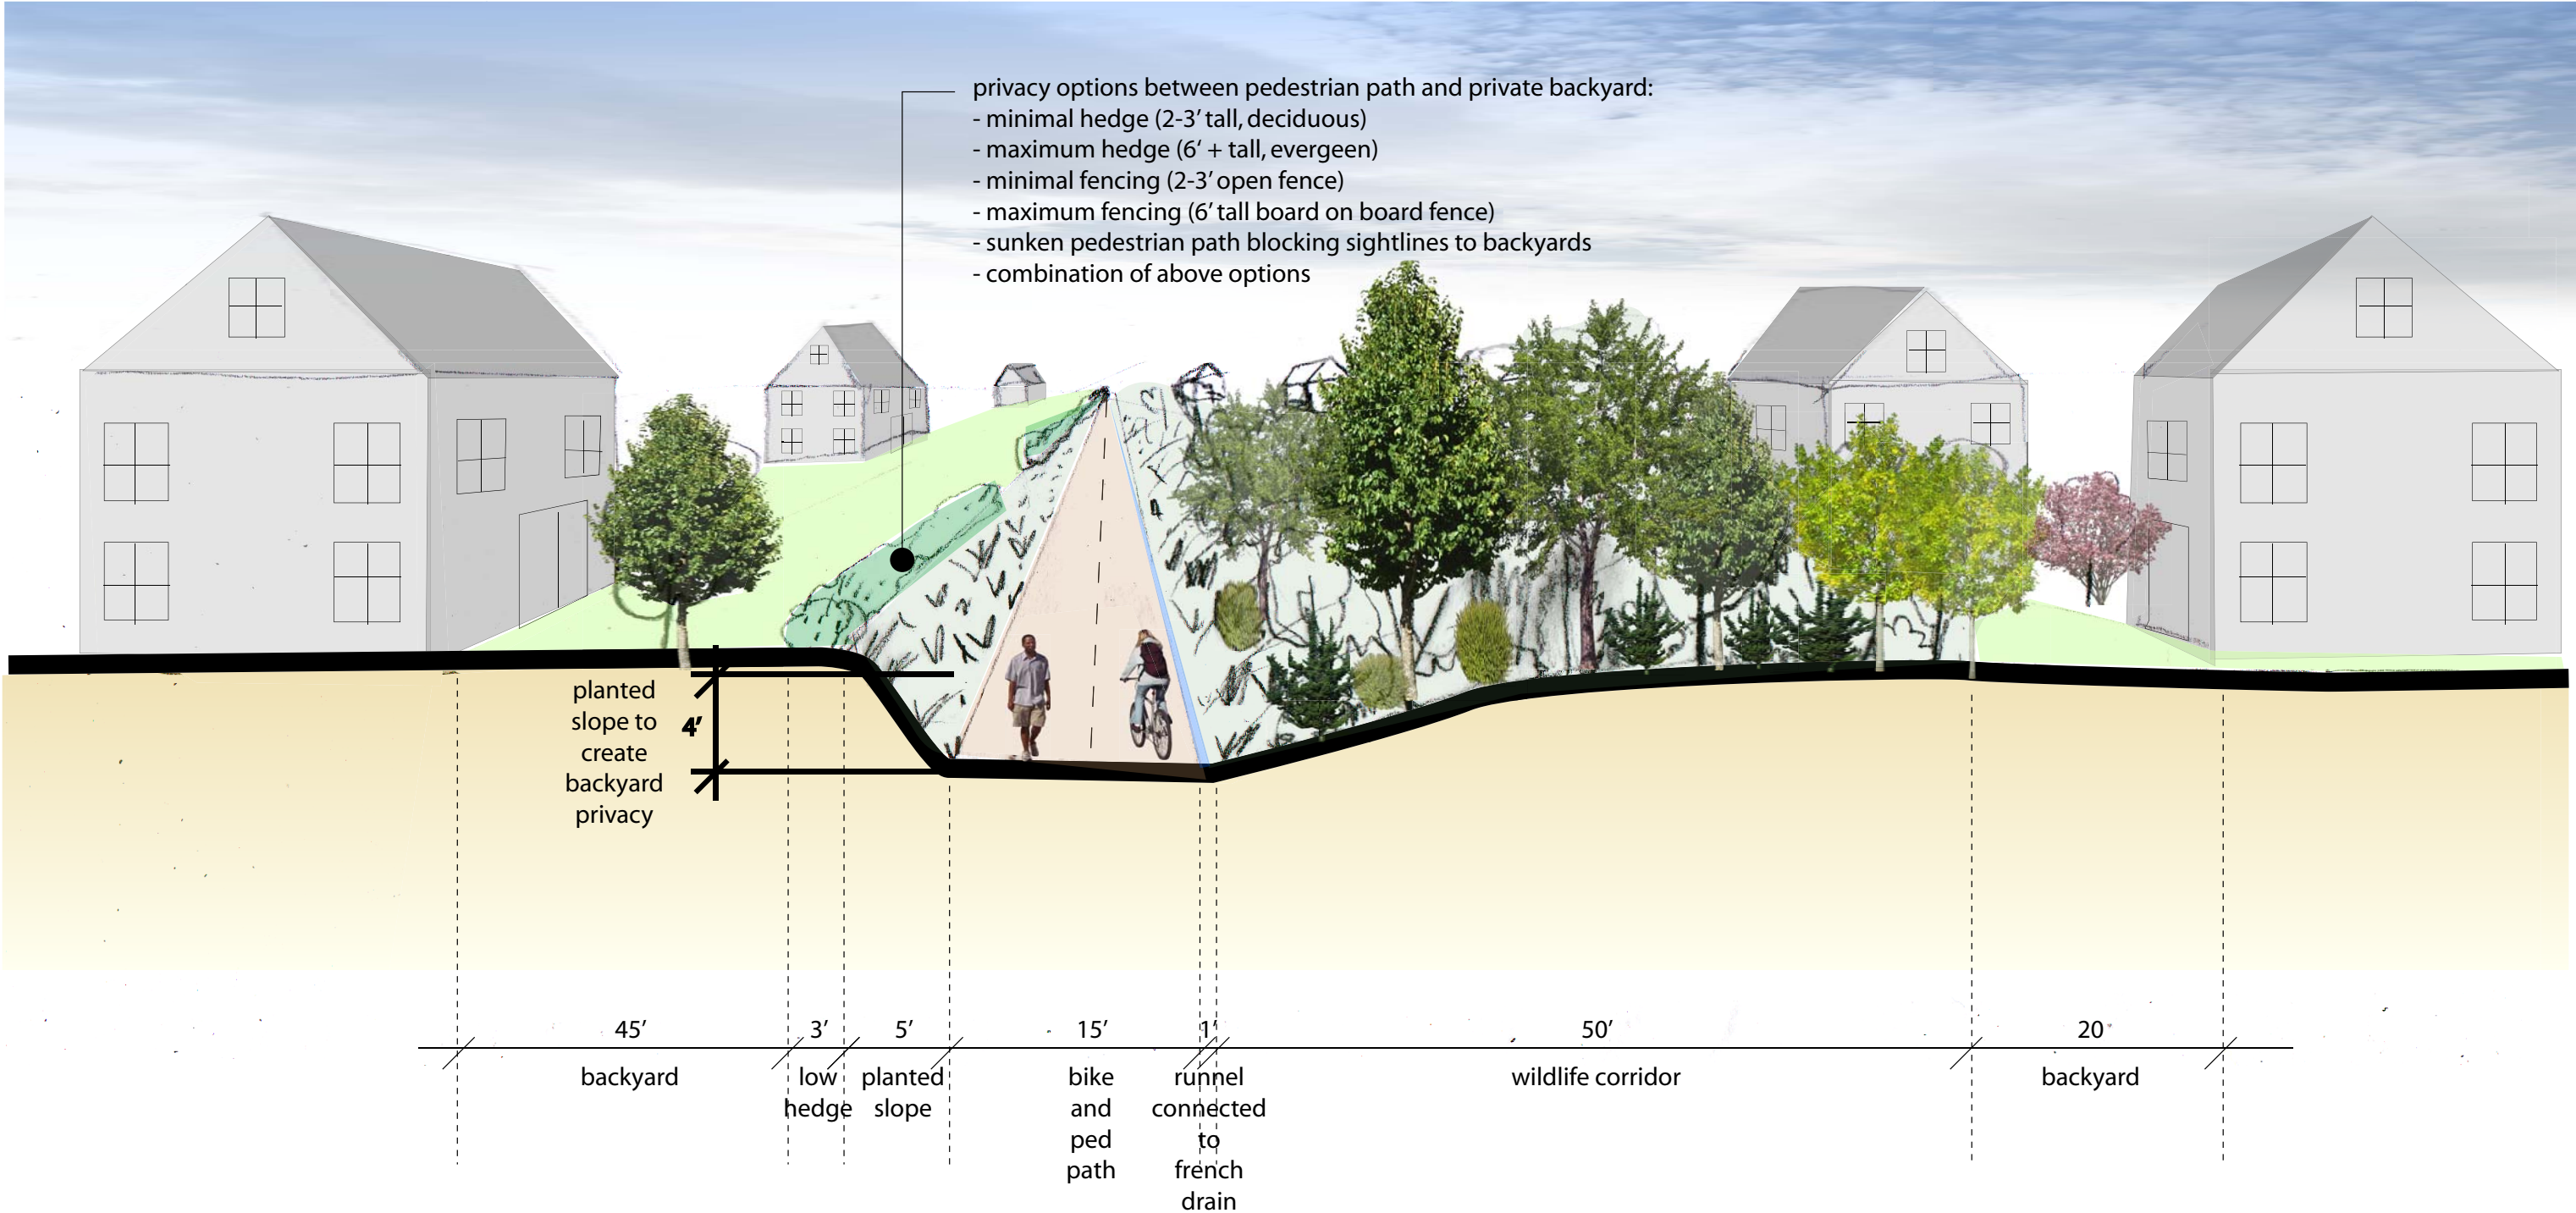 privacy options between pedestrian path and private backyard:
- minimal hedge (2-3’ tall, deciduous)
- maximum hedge (6‘ + tall, evergeen)
- minimal fencing (2-3’ open fence)
- maximum fencing (6’ tall board on board fence)
- sunken pedestrian path blocking sightlines to backyards
- combination of above options
planted
slope to
create
backyard
privacy
4’
45’
3’
5’
15’
1’
50’
20’
backyard
low
hedge
planted
slope
bike
and
ped
path
runnel
connected
to
french
drain
wildlife corridor
backyard